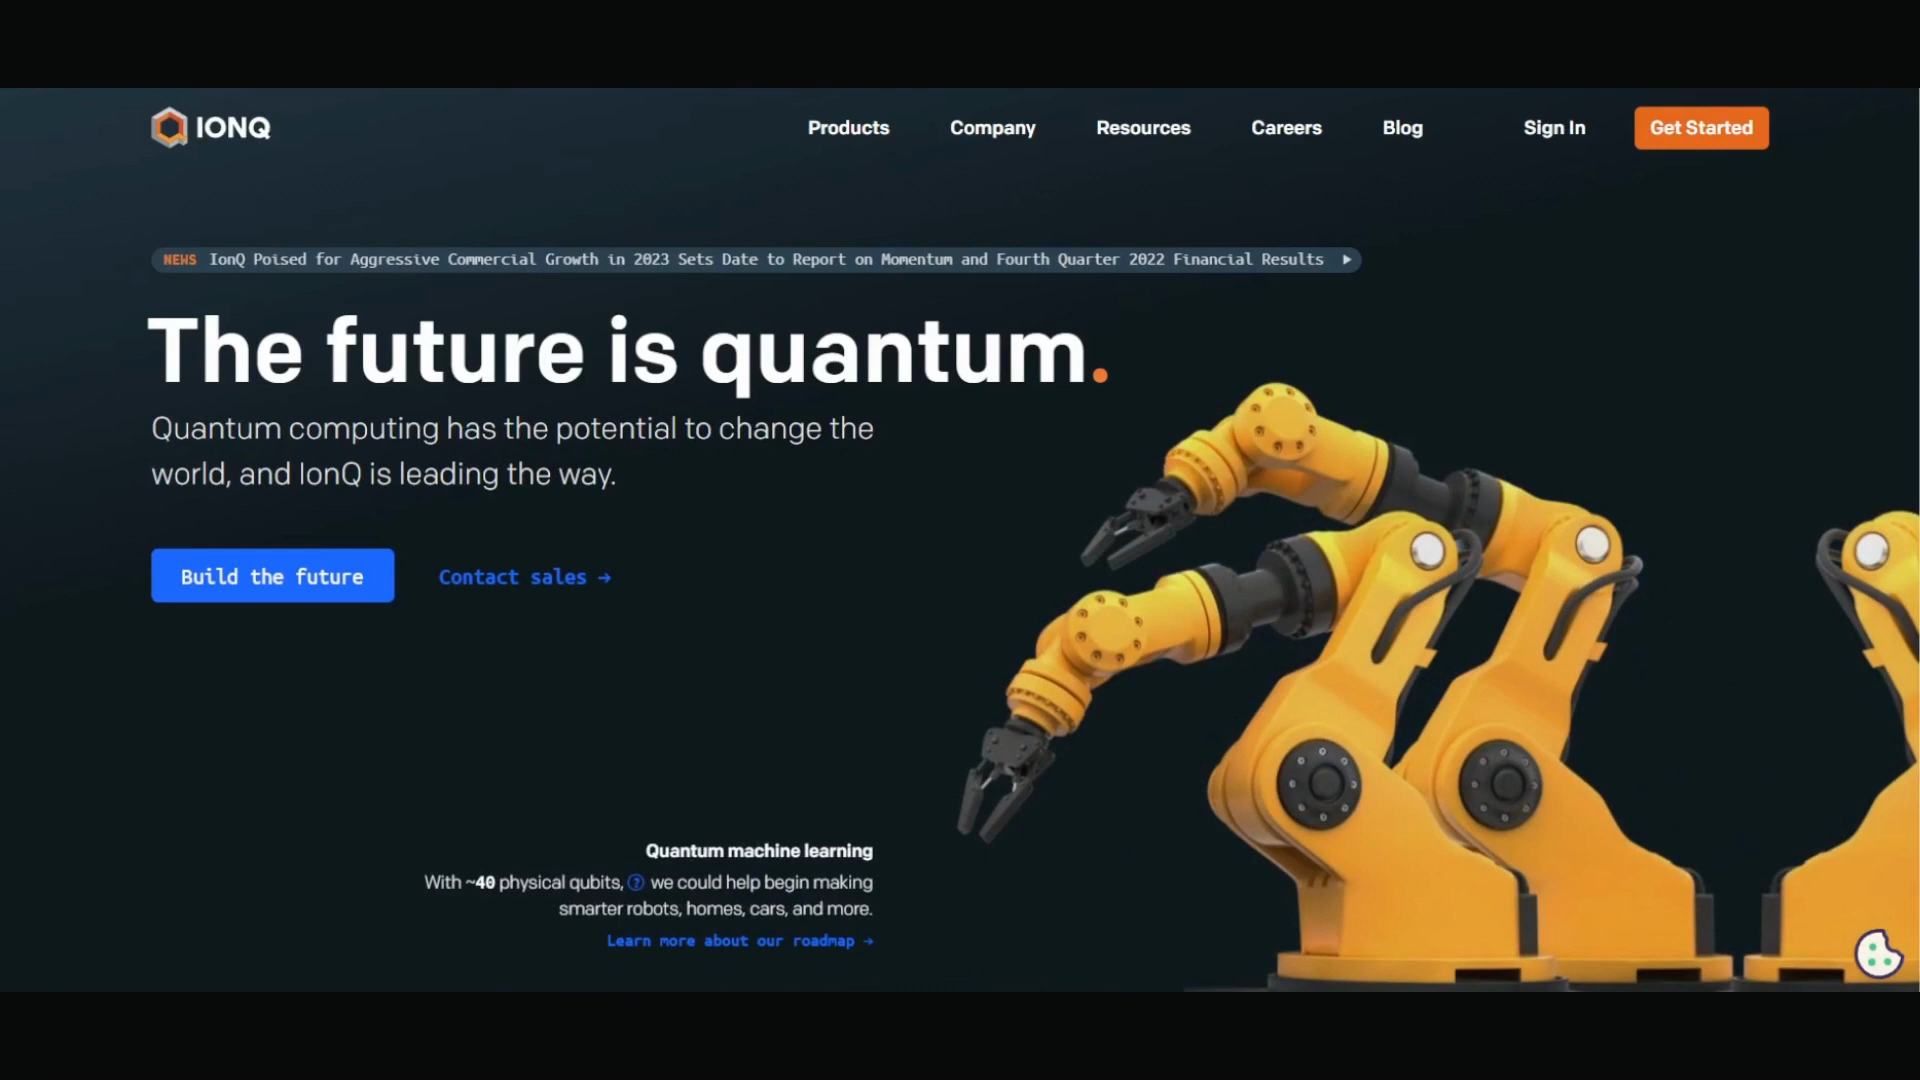 IONQ
Products
Company
Resources
Careers
Blog
Sign In
Get Started
NEWS IonQ Poised for Aggressive Commercial Growth in 2023 Sets Date to Report on Momentum and Fourth Quarter 2022 Financial Results
The future is quantum.
Quantum computing has the potential to change the
world, and IonQ is leading the way.
Build the future
Contact sales →
Quantum machine learning
With ~40 physical qubits, ? we could help begin making
smarter robots, homes, cars, and more.
Learn more about our roadmap →